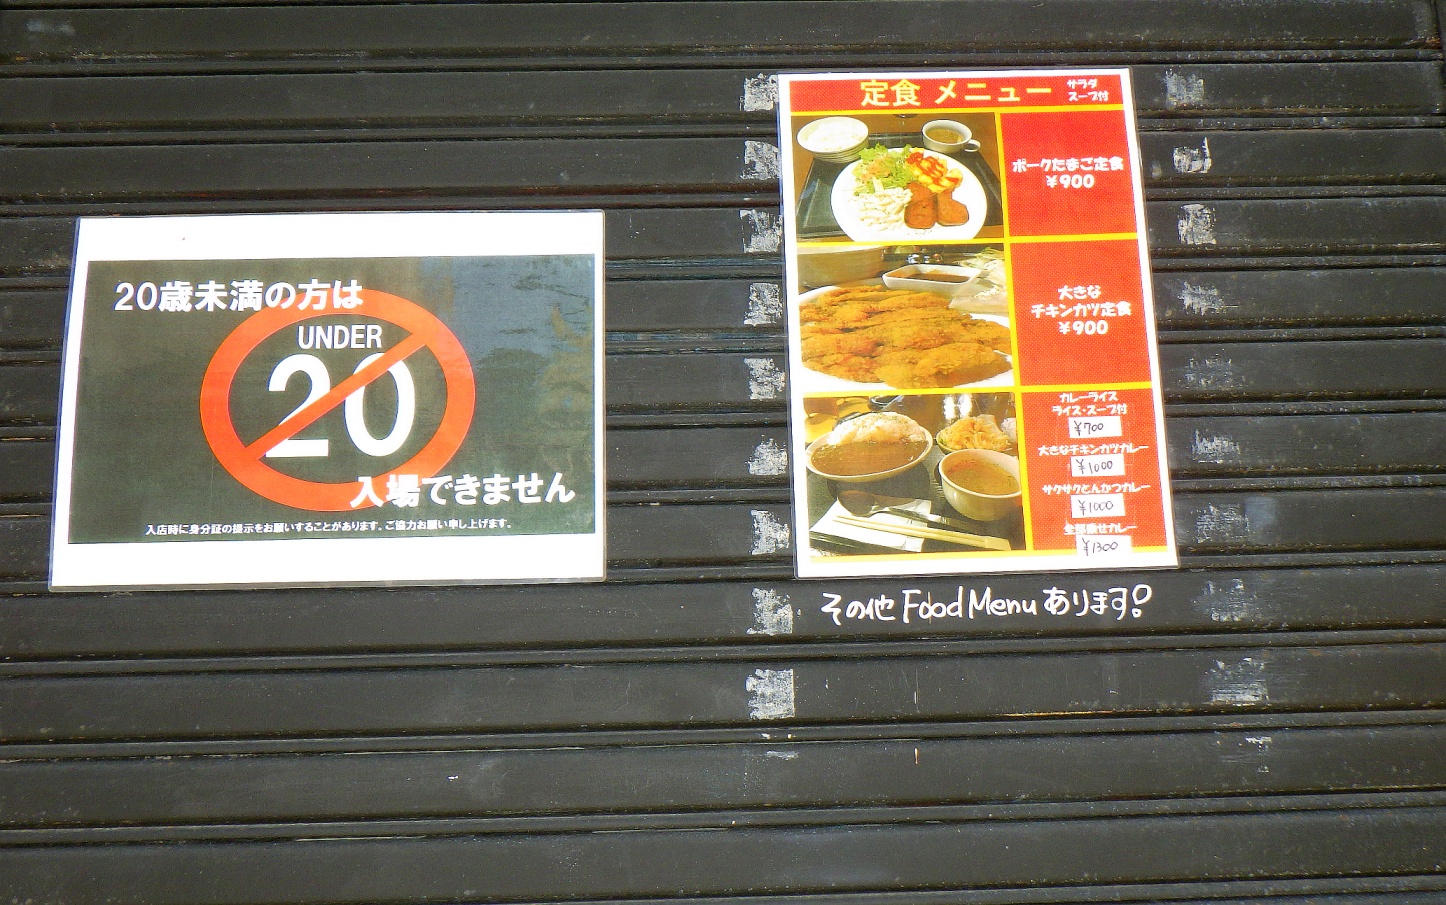 20歳未満の方は
UNDER
20
入場できません
入店時に身分証の提示をお願いすることがあります。ご協力お願い申し上げます。
定食 メニュー
サラダ
スープ付
ポークたまご定食
¥900
大きな
チキンカツ定食
¥900
カレーライス
ライス・スープ付
¥700
大きなチキンカツカレー
¥1000
サクサクとんかつカレー
¥1000
全部乗せカレー
¥1300
その他 Food Menu あります!